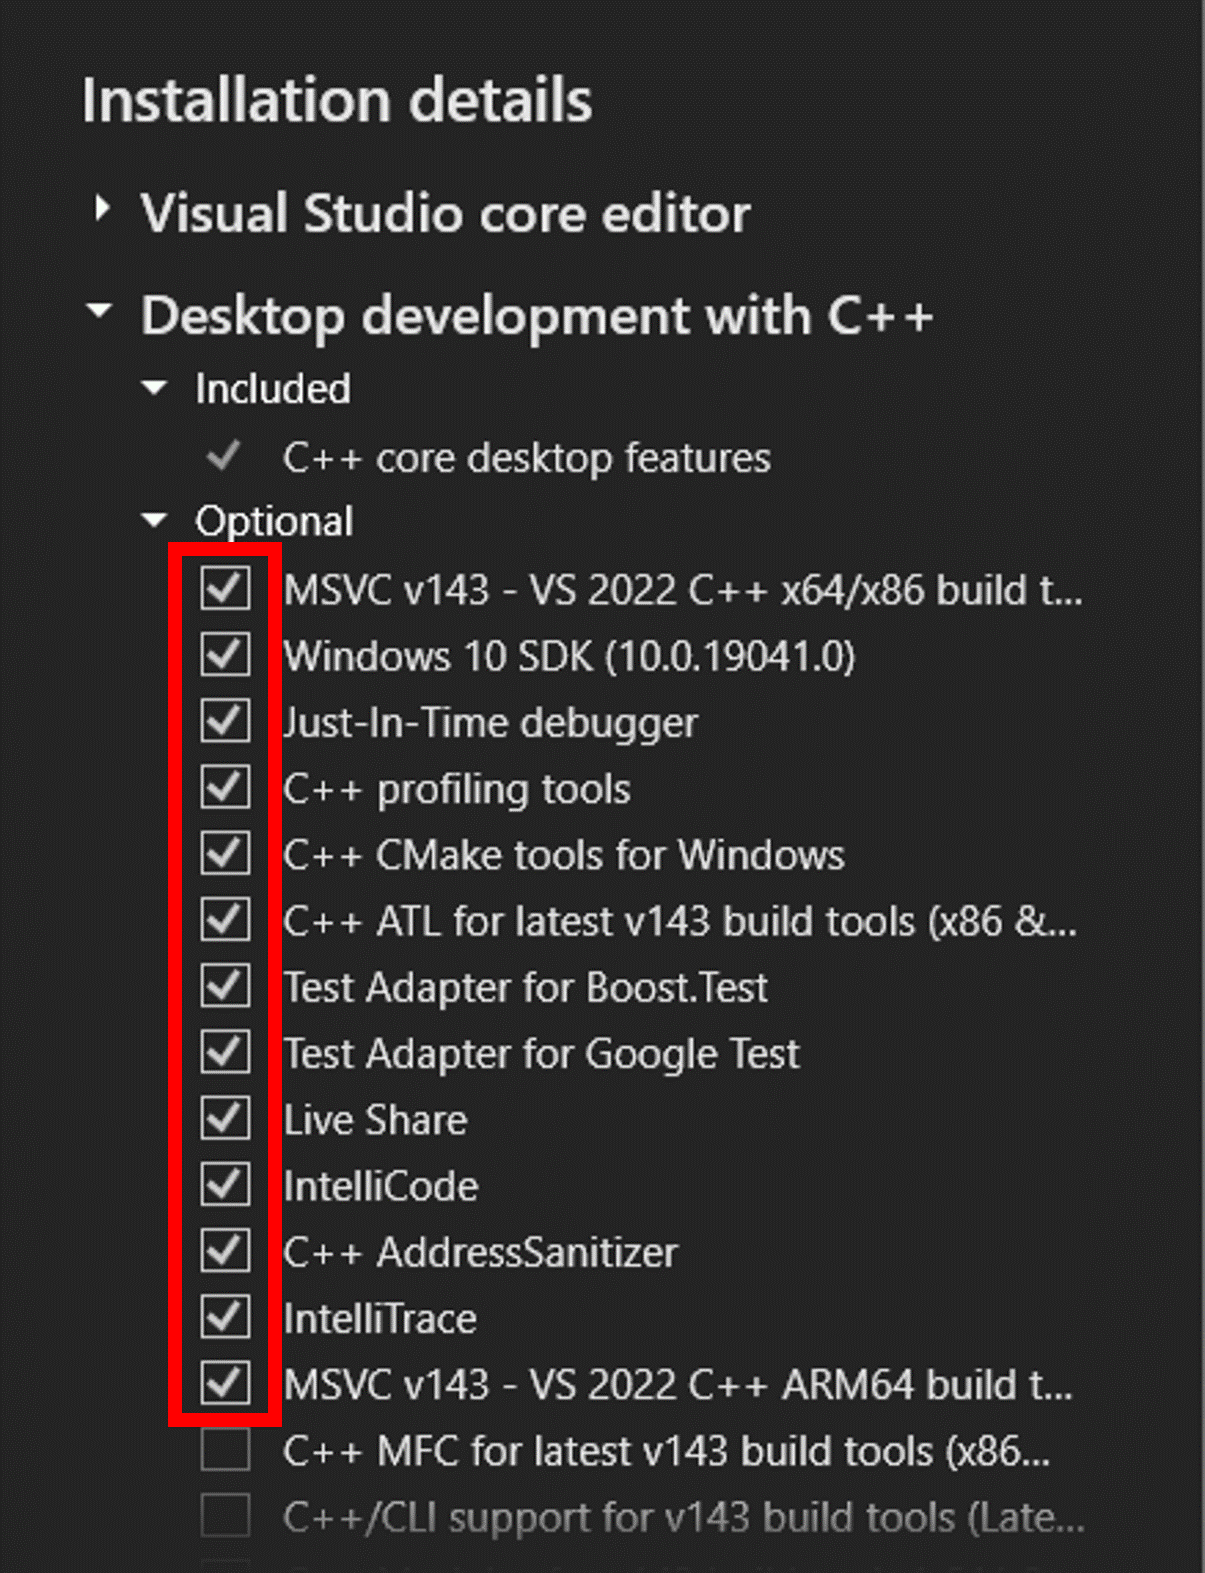 Installation details
Visual Studio core editor
Desktop development with C++
Included
C++ core desktop features
Optional
MSVC v143 - VS 2022 C++ x64/x86 build t...
Windows 10 SDK (10.0.19041.0)
Just-In-Time debugger
C++ profiling tools
C++ CMake tools for Windows
C++ ATL for latest v143 build tools (x86 &...
Test Adapter for Boost.Test
Test Adapter for Google Test
Live Share
IntelliCode
C++ AddressSanitizer
IntelliTrace
MSVC v143 - VS 2022 C++ ARM64 build t...
C++ MFC for latest v143 build tools (x86...
C++/CLI support for v143 build tools (Late...